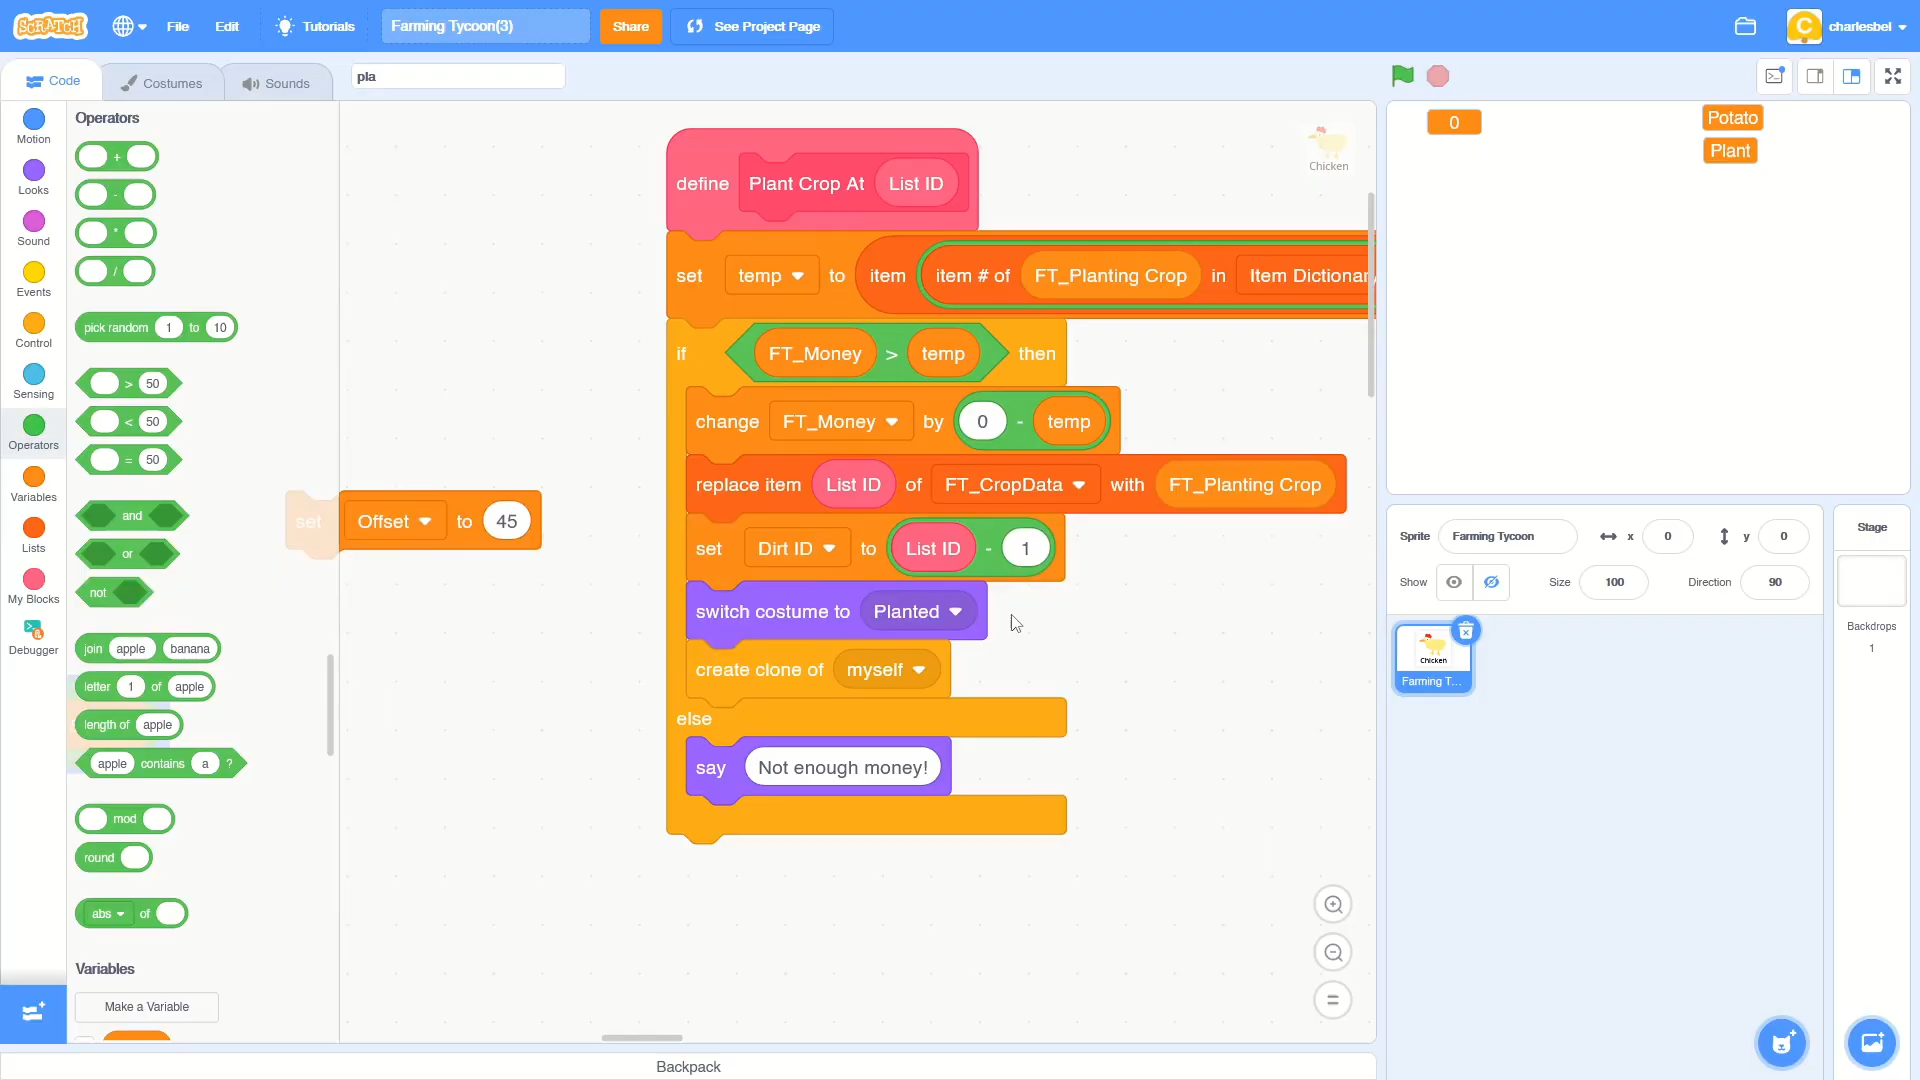 SCRATCH
File
Edit
Tutorials
Farming Tycoon(3)
Share
See Project Page
C
charlesbel
Code
Costumes
Sounds
pla
Motion
Looks
Sound
Events
Control
Sensing
Operators
Variables
Lists
My Blocks
Debugger
Operators
+
-
*
/
pick random 1 to 10
> 50
< 50
= 50
and
or
not
join apple banana
letter 1 of apple
length of apple
apple contains a ?
mod
round
abs of
Variables
Make a Variable
set Offset to 45
define Plant Crop At List ID
set temp to item item # of FT_Planting Crop in Item Dictionar
if FT_Money > temp then
change FT_Money by 0 - temp
replace item List ID of FT_CropData with FT_Planting Crop
set Dirt ID to List ID - 1
switch costume to Planted
create clone of myself
else
say Not enough money!
Chicken
Backpack
0
Potato
Plant
Sprite Farming Tycoon x 0 y 0
Show Size 100 Direction 90
Chicken
Farming T...
Stage
Backdrops
1